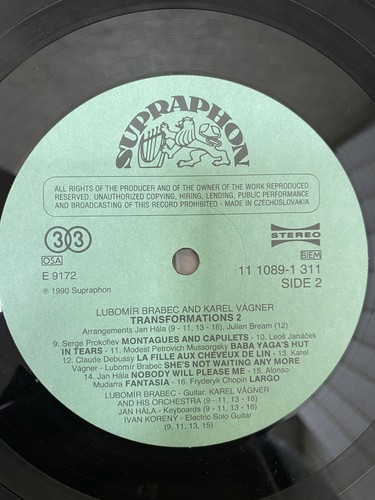 SUPRAPHON
ALL RIGHTS OF THE PRODUCER AND OF THE OWNER OF THE WORK REPRODUCED
RESERVED. UNAUTHORIZED COPYING, HIRING, LENDING, PUBLIC PERFORMANCE
AND BROADCASTING OF THIS RECORD PROHIBITED - MADE IN CZECHOSLOVAKIA
33
STEREO
OSA
BIEM
E 9172
11 1089-1 311
℗ 1990 Supraphon
SIDE 2
LUBOMÍR BRABEC AND KAREL VÁGNER
TRANSFORMATIONS 2
Arrangements Jan Hála (9 - 11, 13 - 16), Julian Bream (12)
9. Serge Prokofiev MONTAGUES AND CAPULETS - 10. Leoš Janáček
IN TEARS - 11. Modest Petrovich Mussorgsky BABA YAGA'S HUT
12. Claude Debussy LA FILLE AUX CHEVEUX DE LIN - 13. Karel
Vágner - Lubomír Brabec SHE'S NOT WAITING ANY MORE
14. Jan Hála NOBODY WILL PLEASE ME - 15. Alonso
Mudarra FANTASIA - 16. Fryderyk Chopin LARGO
LUBOMÍR BRABEC - Guitar. KAREL VÁGNER
AND HIS ORCHESTRA (9 - 11, 13 - 16)
JAN HÁLA - Keyboards (9 - 11, 13 - 16)
IVAN KORENÝ - Electric Solo Guitar
(9, 11, 13, 15)